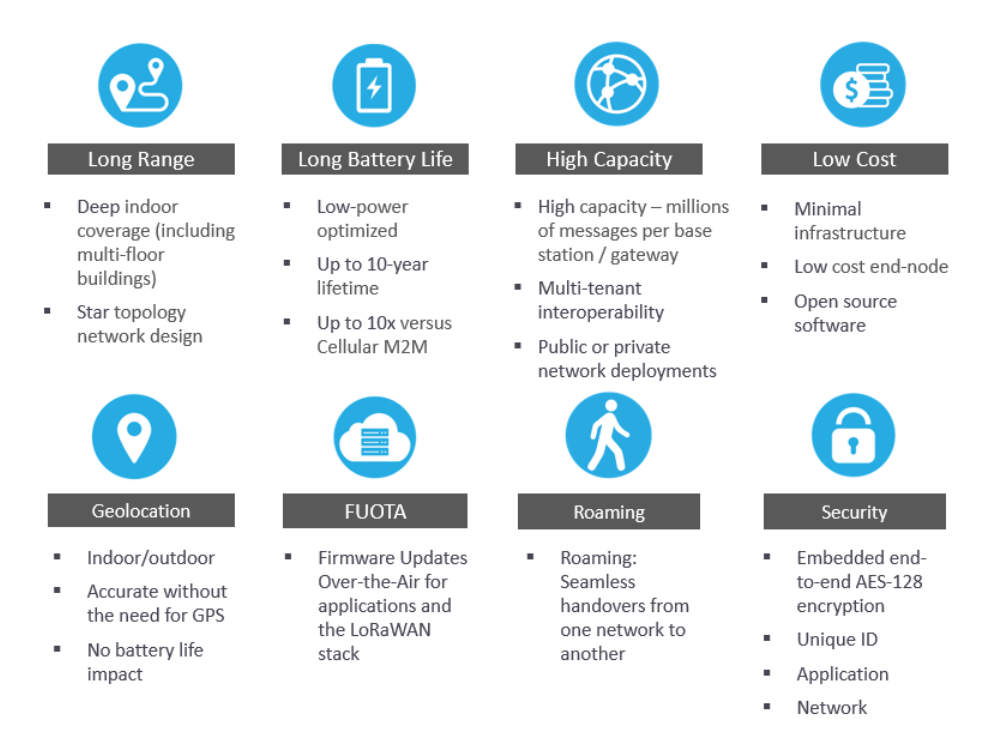 Long Range
▪ Deep indoor
coverage (including
multi-floor
buildings)
▪ Star topology
network design
Long Battery Life
▪ Low-power
optimized
▪ Up to 10-year
lifetime
▪ Up to 10x versus
Cellular M2M
High Capacity
▪ High capacity – millions
of messages per base
station / gateway
▪ Multi-tenant
interoperability
▪ Public or private
network deployments
Low Cost
▪ Minimal
infrastructure
▪ Low cost end-node
▪ Open source
software
Geolocation
▪ Indoor/outdoor
▪ Accurate without
the need for GPS
▪ No battery life
impact
FUOTA
▪ Firmware Updates
Over-the-Air for
applications and
the LoRaWAN
stack
Roaming
▪ Roaming:
Seamless
handovers from
one network to
another
Security
▪ Embedded end-
to-end AES-128
encryption
▪ Unique ID
▪ Application
▪ Network